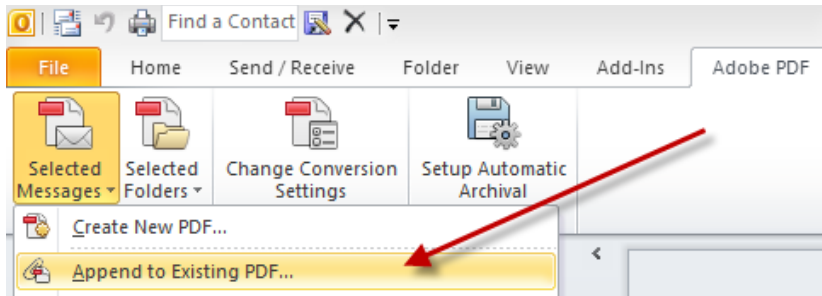 Find a Contact
File Home Send / Receive Folder View Add-Ins Adobe PDF
Selected Selected Change Conversion Setup Automatic
Messages Folders Settings Archival
Create New PDF...
Append to Existing PDF...